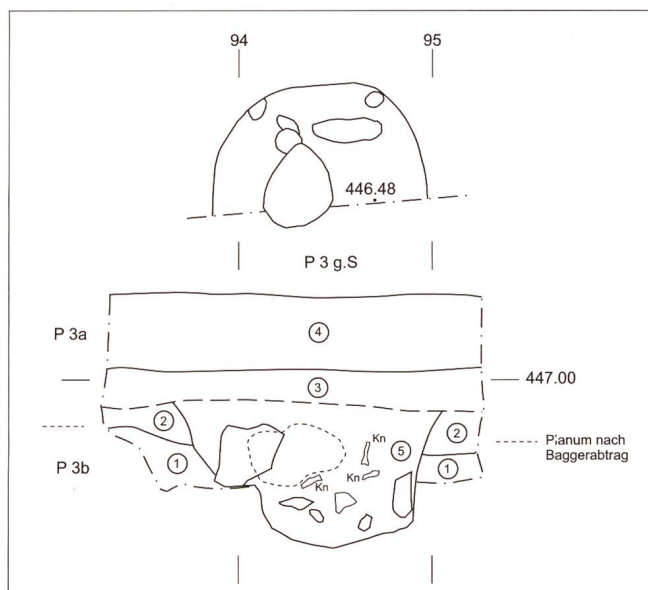 94 95
446.48
P 3 g.S
P 3a
4
3
447.00
2
2
Kn
5
Planum nach
Baggerabtrag
P 3b
1
Kn
Kn
1